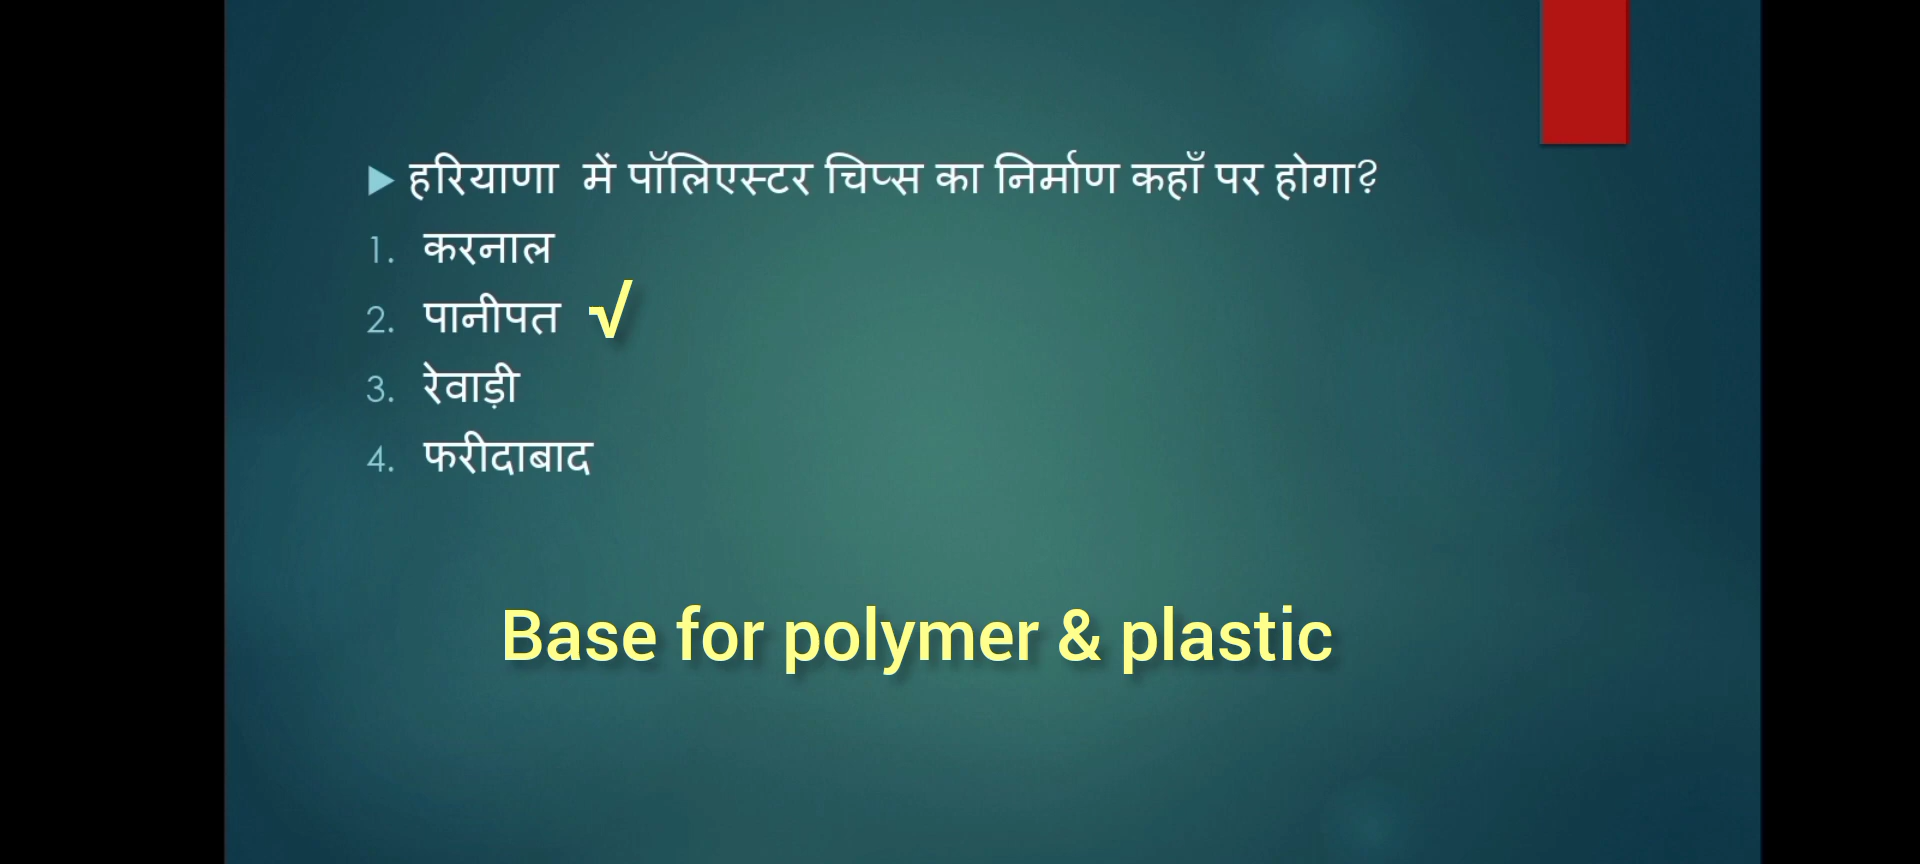 ▶ हरियाणा में पॉलिएस्टर चिप्स का निर्माण कहाँ पर होगा?
1. करनाल
2. पानीपत √
3. रेवाड़ी
4. फरीदाबाद
Base for polymer & plastic